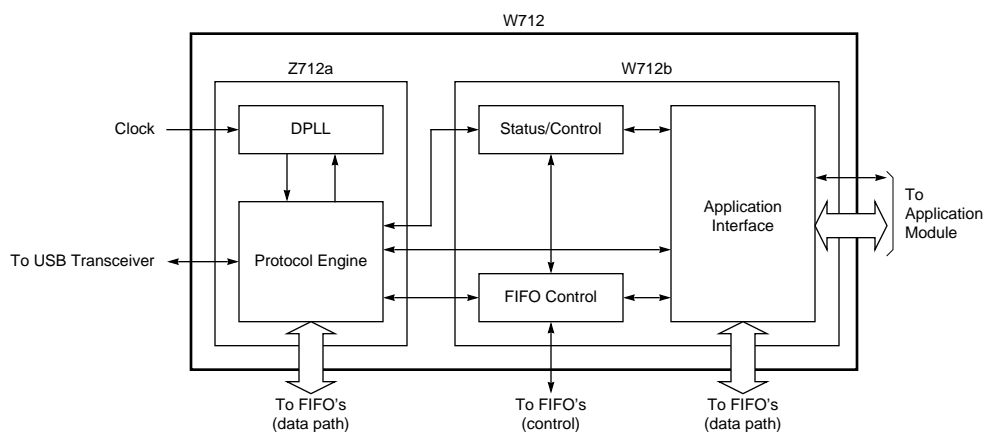 W712
Z712a
W712b
Clock
DPLL
Status/Control
Application
Interface
To
Application
Module
To USB Transceiver
Protocol Engine
FIFO Control
To FIFO's
(data path)
To FIFO's
(control)
To FIFO's
(data path)